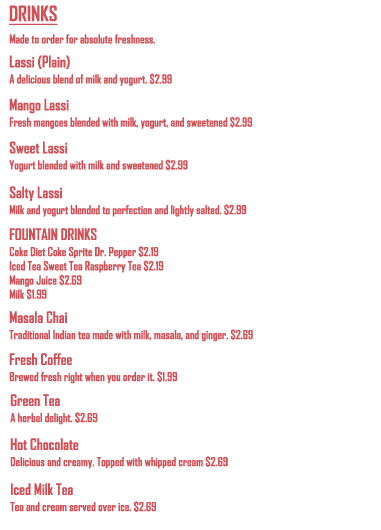 DRINKS
Made to order for absolute freshness.
Lassi (Plain)
A delicious blend of milk and yogurt. $2.99
Mango Lassi
Fresh mangoes blended with milk, yogurt, and sweetened $2.99
Sweet Lassi
Yogurt blended with milk and sweetened $2.99
Salty Lassi
Milk and yogurt blended to perfection and lightly salted. $2.99
FOUNTAIN DRINKS
Coke Diet Coke Sprite Dr. Pepper $2.19
Iced Tea Sweet Tea Raspberry Tea $2.19
Mango Juice $2.69
Milk $1.99
Masala Chai
Traditional Indian tea made with milk, masala, and ginger. $2.69
Fresh Coffee
Brewed fresh right when you order it. $1.99
Green Tea
A herbal delight. $2.69
Hot Chocolate
Delicious and creamy. Topped with whipped cream $2.69
Iced Milk Tea
Tea and cream served over ice. $2.69